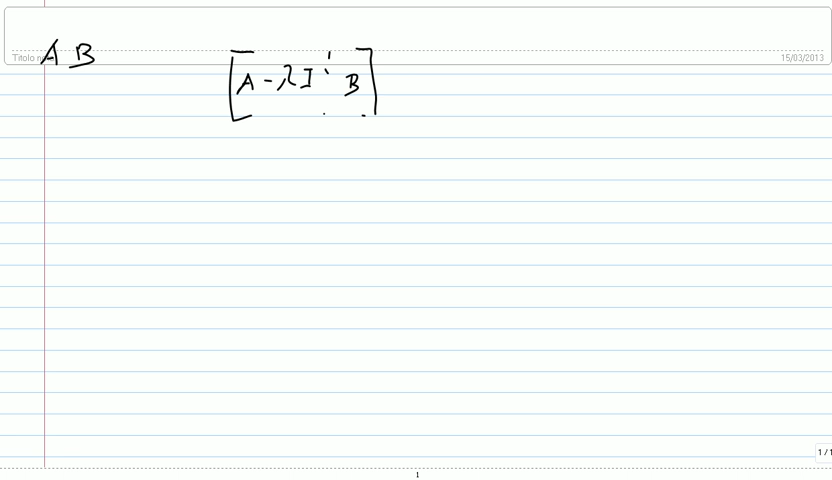 A B
[A - λI ¦ B]
Titolo n
15/03/2013
1 / 1
1